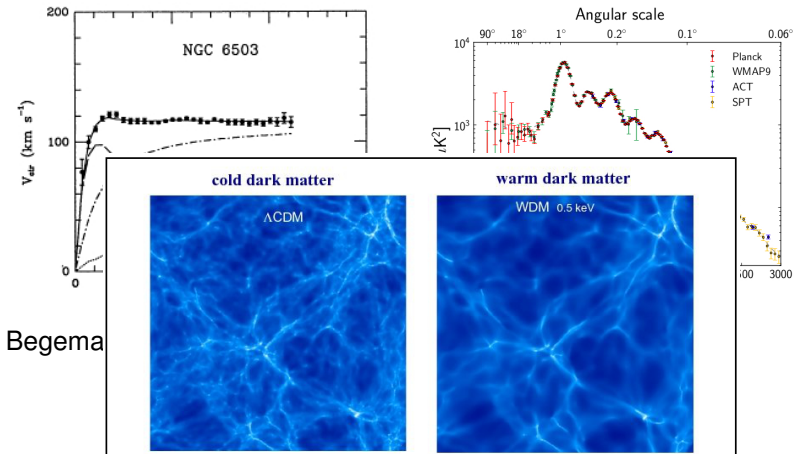 Angular scale
90° 18° 1° 0.2° 0.1° 0.06°
200
NGC 6503
V_cir (km s⁻¹)
100
0
0
10⁴
10³
Planck
WMAP9
ACT
SPT
cold dark matter
warm dark matter
ΛCDM
WDM 0.5 keV
3000
Begema